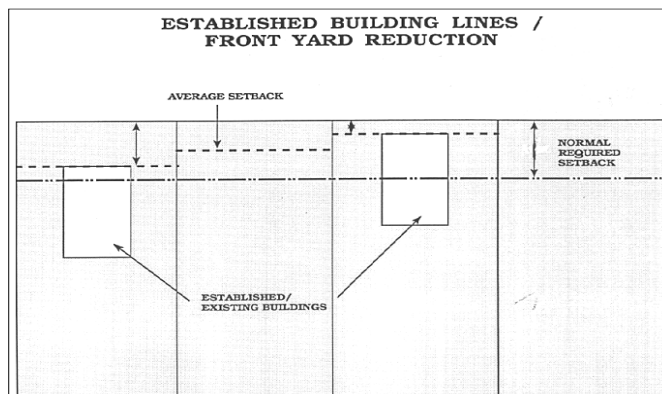 ESTABLISHED BUILDING LINES /
FRONT YARD REDUCTION
AVERAGE SETBACK
NORMAL
REQUIRED
SETBACK
ESTABLISHED/
EXISTING BUILDINGS